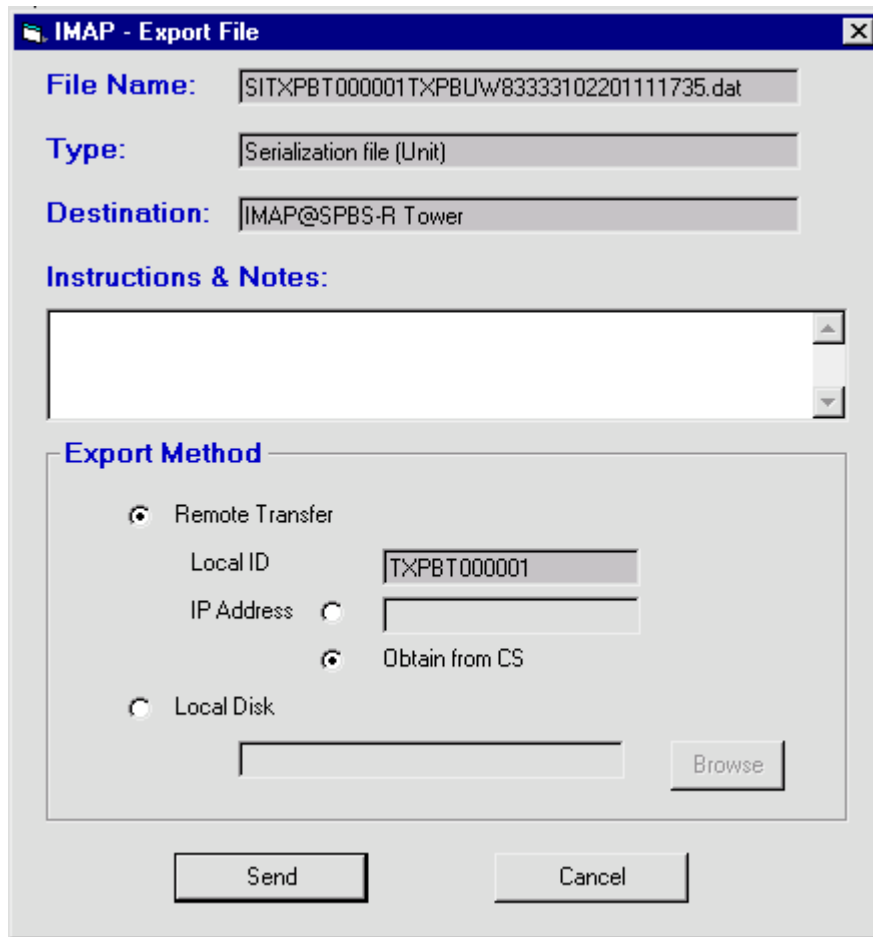 IMAP - Export File
File Name: SITXPBT000001TXPBUW83333102201111735.dat
Type: Serialization file (Unit)
Destination: IMAP@SPBS-R Tower
Instructions & Notes:
Export Method
Remote Transfer
Local ID TXPBT000001
IP Address
Obtain from CS
Local Disk
Browse
Send Cancel